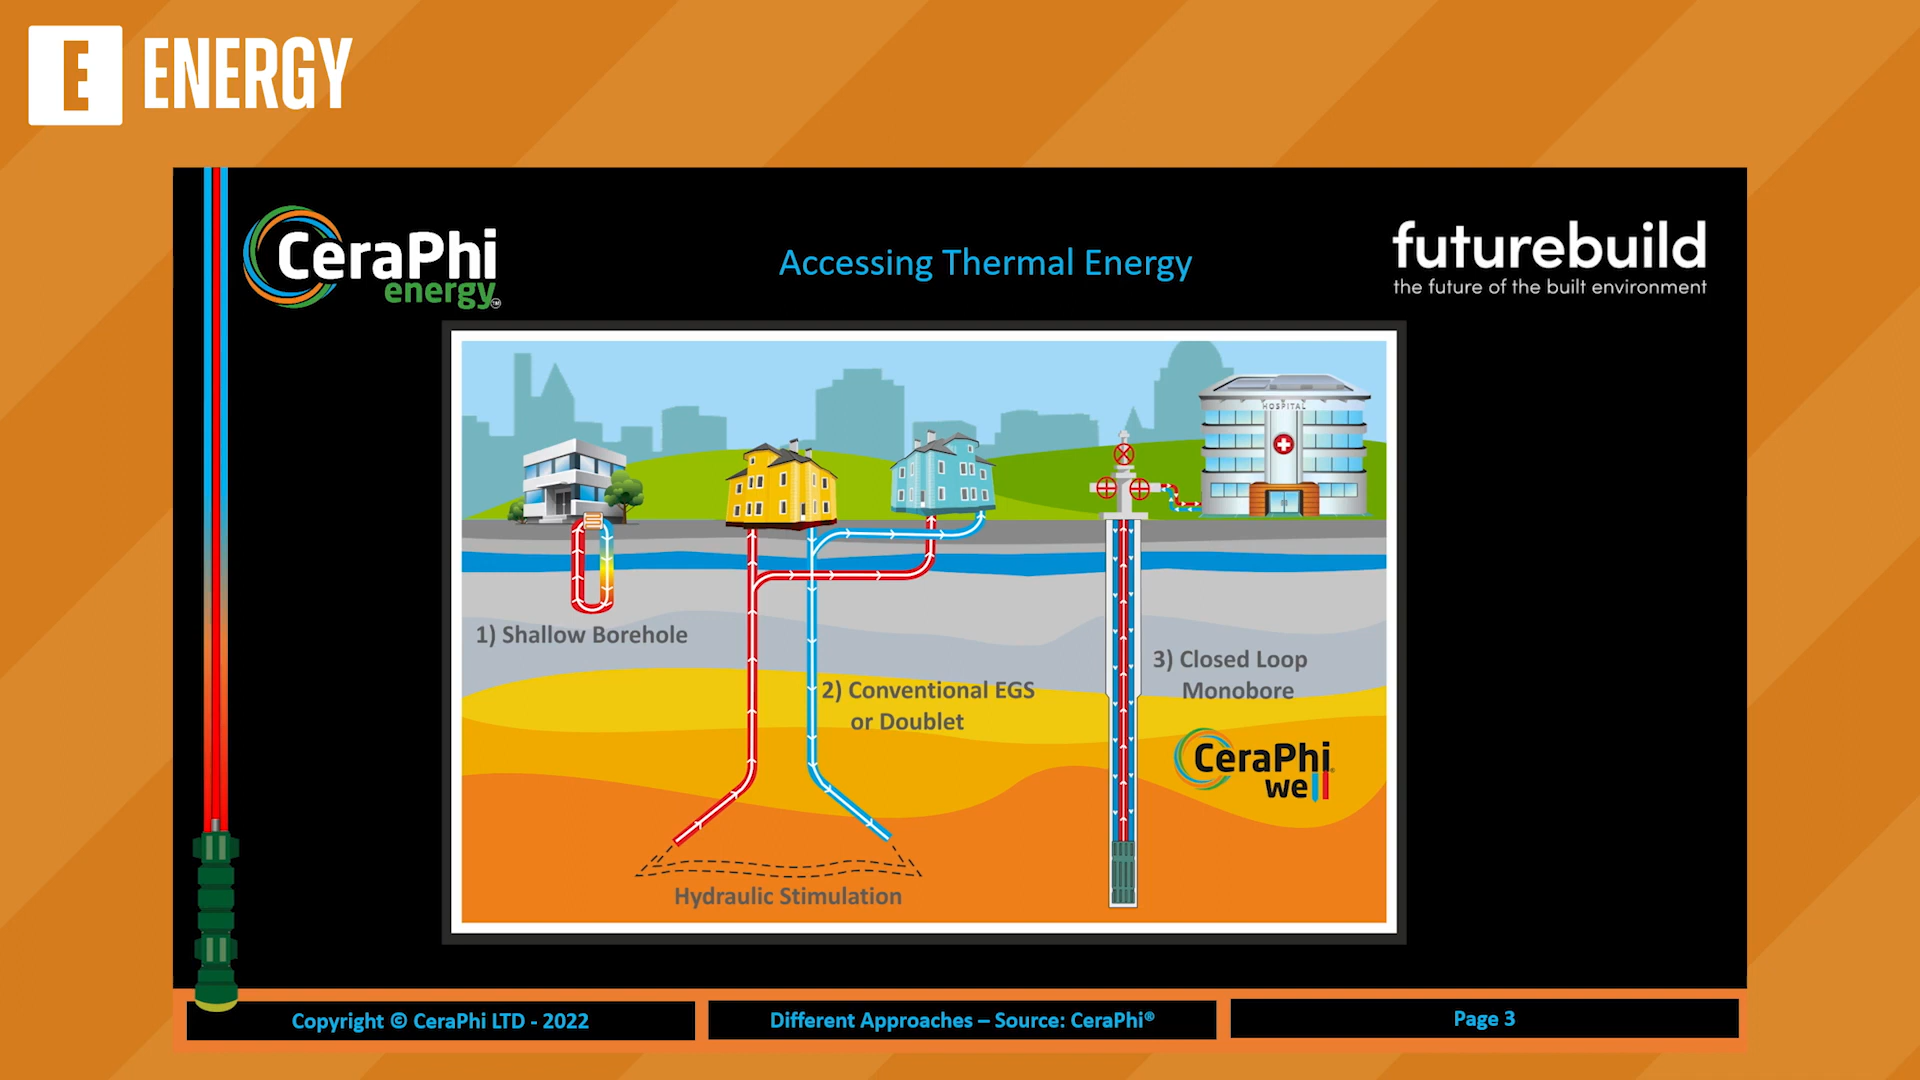 E ENERGY
CeraPhi
energy™
Accessing Thermal Energy
futurebuild
the future of the built environment
HOSPITAL
1) Shallow Borehole
2) Conventional EGS
or Doublet
3) Closed Loop
Monobore
CeraPhi®
well
Hydraulic Stimulation
Copyright © CeraPhi LTD - 2022
Different Approaches – Source: CeraPhi®
Page 3